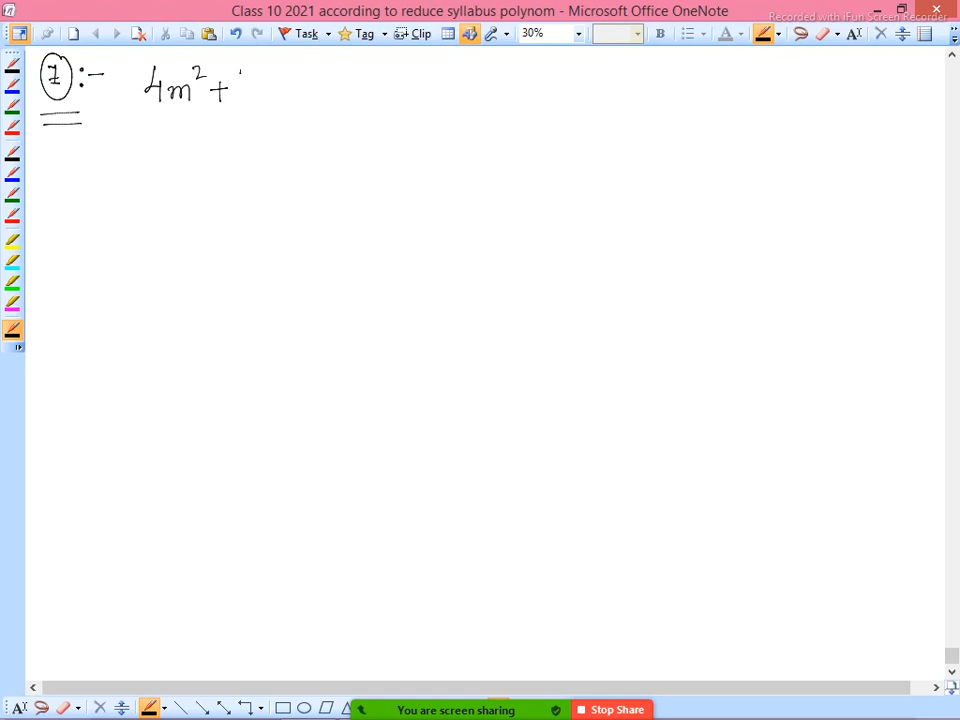 Class 10 2021 according to reduce syllabus polynom - Microsoft Office OneNote
Recorded with iFun Screen Recorder
Task Tag Clip 30% B A
7 :- 4m² +
You are screen sharing Stop Share